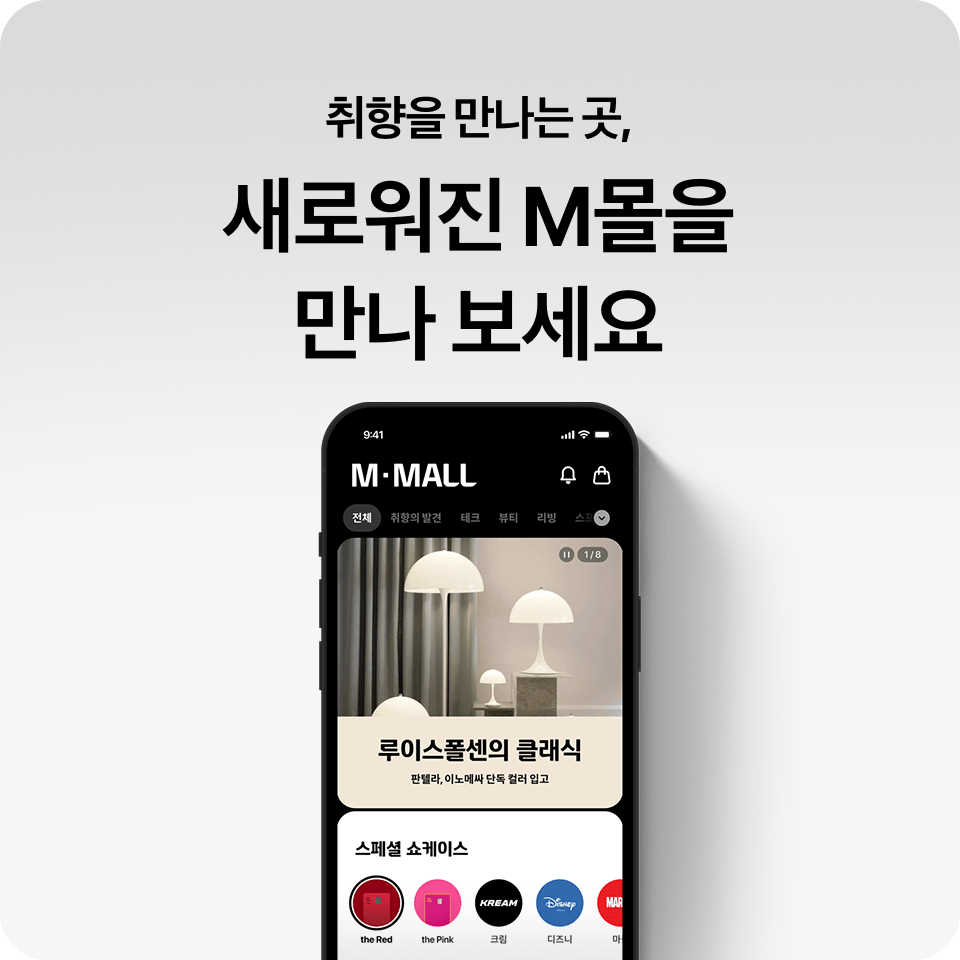 취향을 만나는 곳,
새로워진 M몰을
만나 보세요
9:41
M·MALL
전체 취향의 발견 테크 뷰티 리빙
1/8
루이스폴센의 클래식
판텔라, 이노메싸 단독 컬러 입고
스페셜 쇼케이스
KREAM Disney MAR
the Red the Pink 크림 디즈니 마